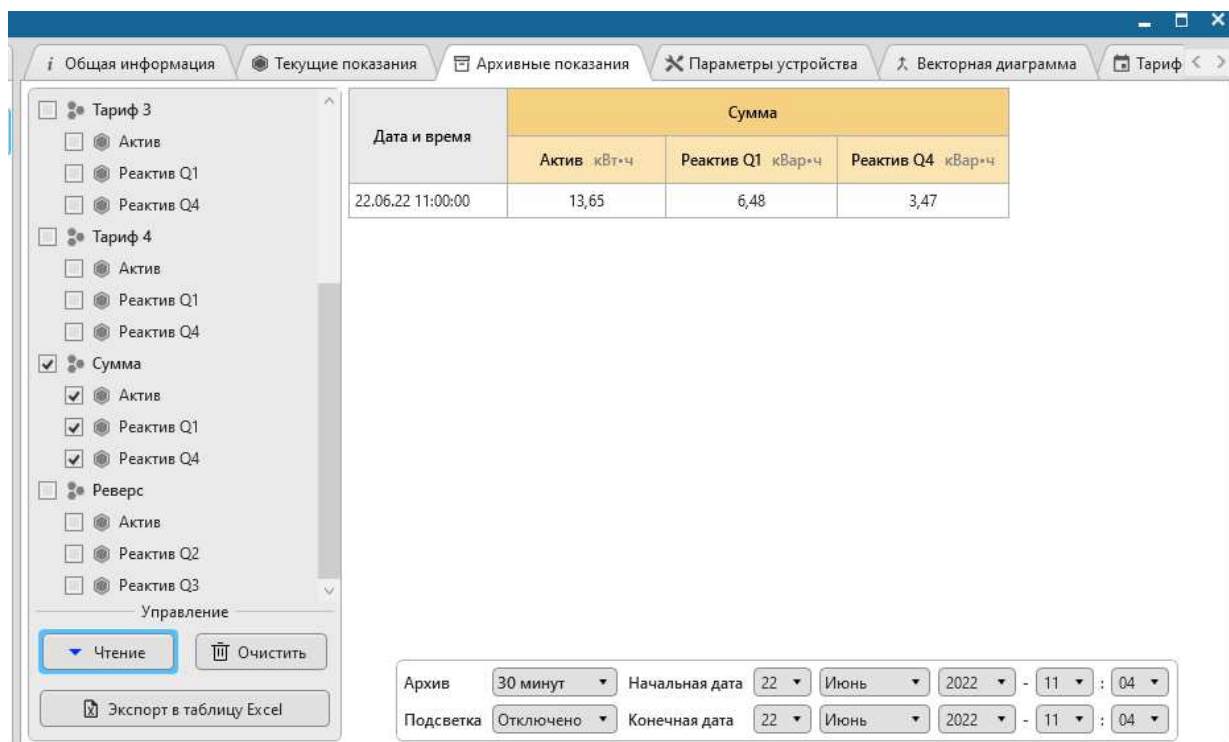 i Общая информация Текущие показания Архивные показания Параметры устройства Векторная диаграмма Тариф < >
Тариф 3
Актив
Реактив Q1
Реактив Q4
Тариф 4
Актив
Реактив Q1
Реактив Q4
Сумма
Актив
Реактив Q1
Реактив Q4
Реверс
Актив
Реактив Q2
Реактив Q3
Управление
Чтение Очистить
Экспорт в таблицу Excel
Дата и время Сумма
Актив кВт•ч Реактив Q1 кВар•ч Реактив Q4 кВар•ч
22.06.22 11:00:00 13,65 6,48 3,47
Архив 30 минут Начальная дата 22 Июнь 2022 - 11 : 04
Подсветка Отключено Конечная дата 22 Июнь 2022 - 11 : 04